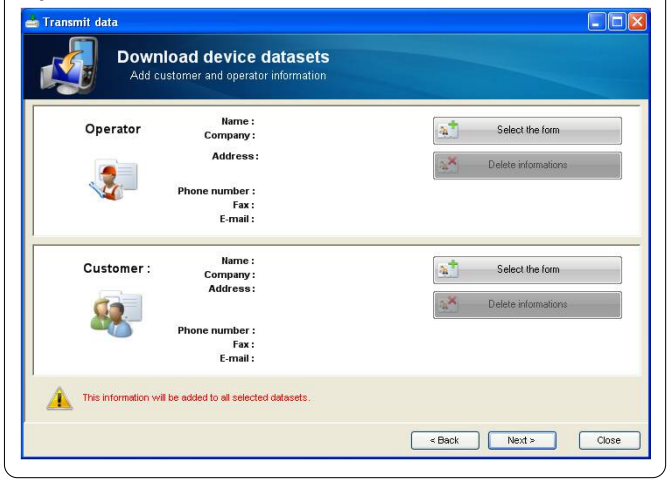 Transmit data
Download device datasets
Add customer and operator information
Operator
Name :
Company :
Address :
Phone number :
Fax :
E-mail :
Select the form
Delete informations
Customer :
Name :
Company :
Address :
Phone number :
Fax :
E-mail :
Select the form
Delete informations
This information will be added to all selected datasets.
< Back
Next >
Close